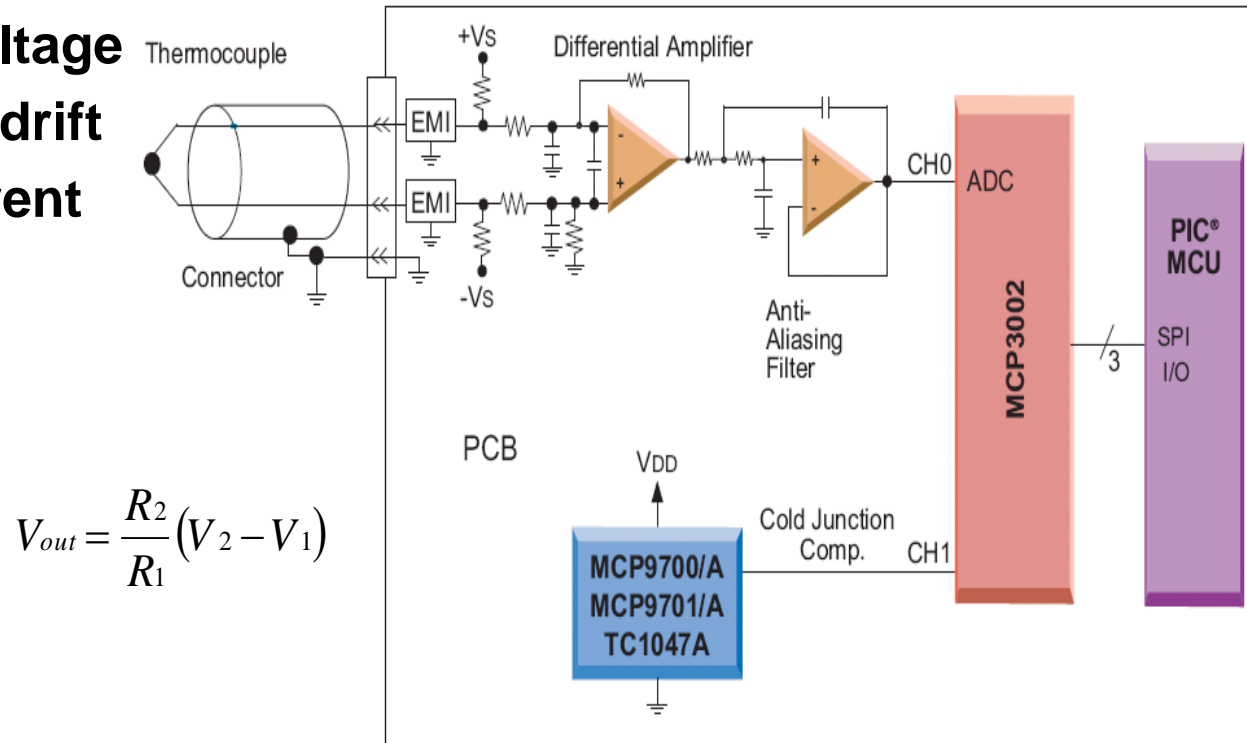 ltage
drift
ent
Thermocouple
Connector
EMI
EMI
+VS
-VS
Differential Amplifier
-
+
+
-
Anti-
Aliasing
Filter
CH0
ADC
MCP3002
3
PIC®
MCU
SPI
I/O
PCB
VDD
MCP9700/A
MCP9701/A
TC1047A
Cold Junction
Comp.
CH1
Vout = R2/R1 (V2 − V1)